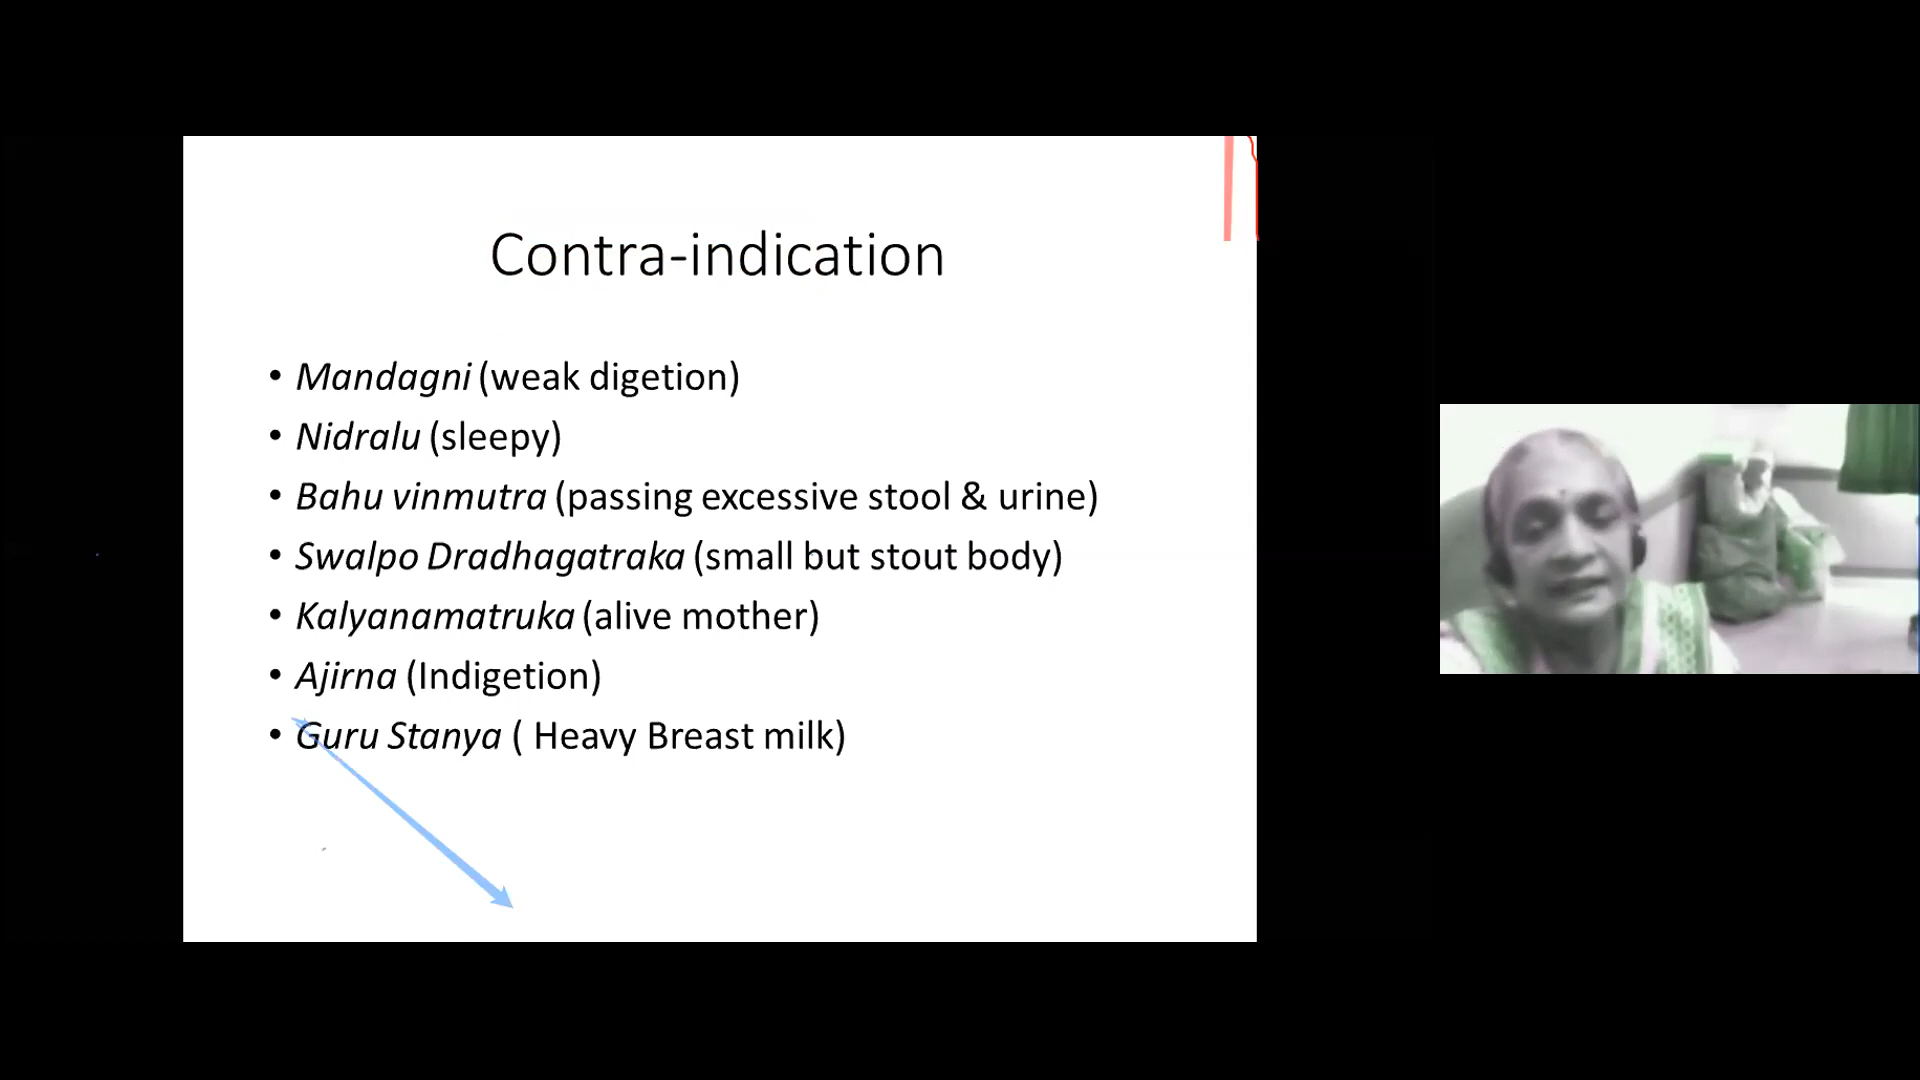 Contra-indication
• Mandagni (weak digetion)
• Nidralu (sleepy)
• Bahu vinmutra (passing excessive stool & urine)
• Swalpo Dradhagatraka (small but stout body)
• Kalyanamatruka (alive mother)
• Ajirna (Indigetion)
• Guru Stanya ( Heavy Breast milk)